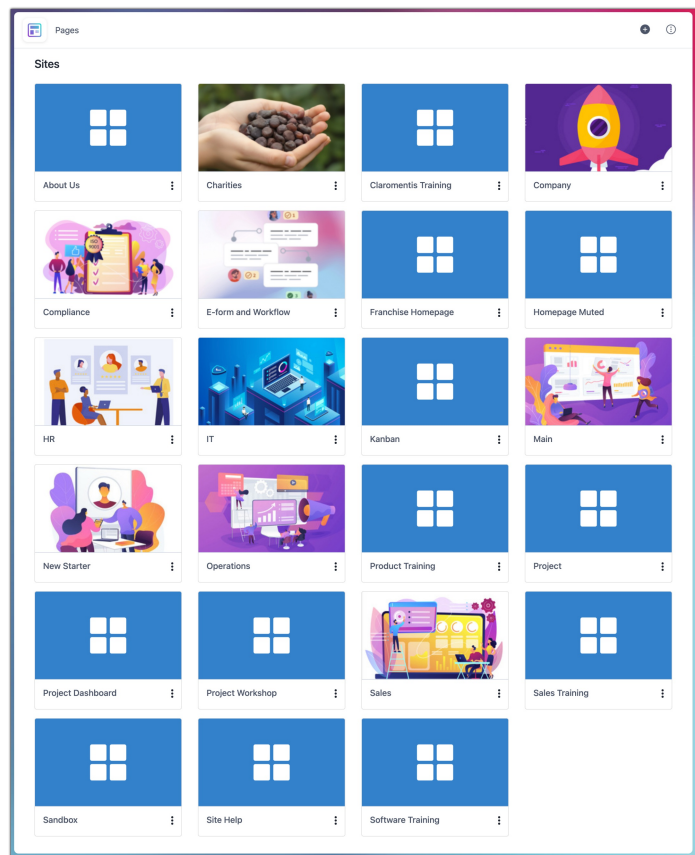 Pages
Sites
About Us
Charities
Claromentis Training
Company
Compliance
E-form and Workflow
Franchise Homepage
Homepage Muted
HR
IT
Kanban
Main
New Starter
Operations
Product Training
Project
Project Dashboard
Project Workshop
Sales
Sales Training
Sandbox
Site Help
Software Training